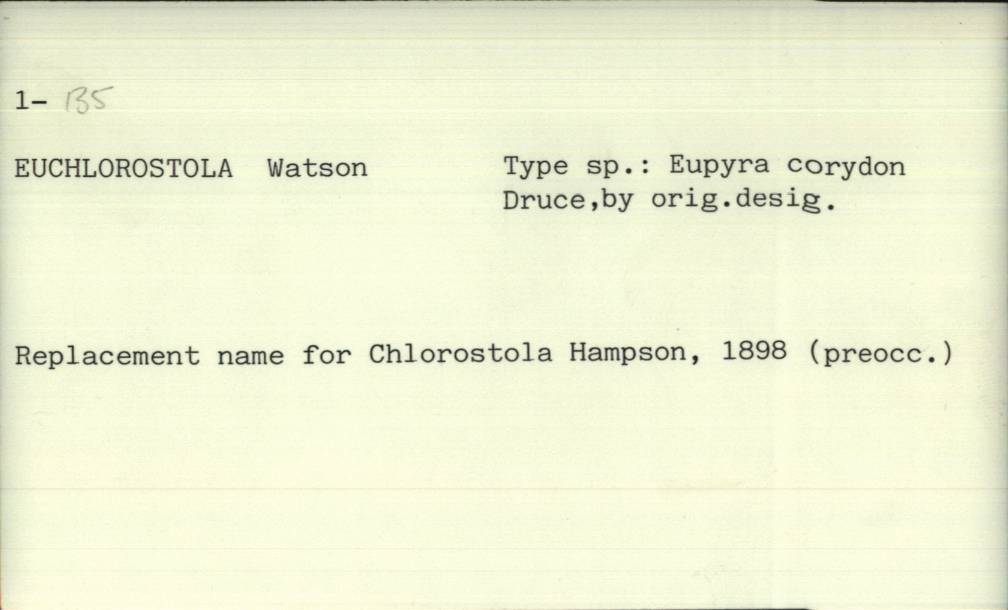 1- 135
EUCHLOROSTOLA Watson
Type sp.: Eupyra corydon
Druce,by orig.desig.
Replacement name for Chlorostola Hampson, 1898 (preocc.)